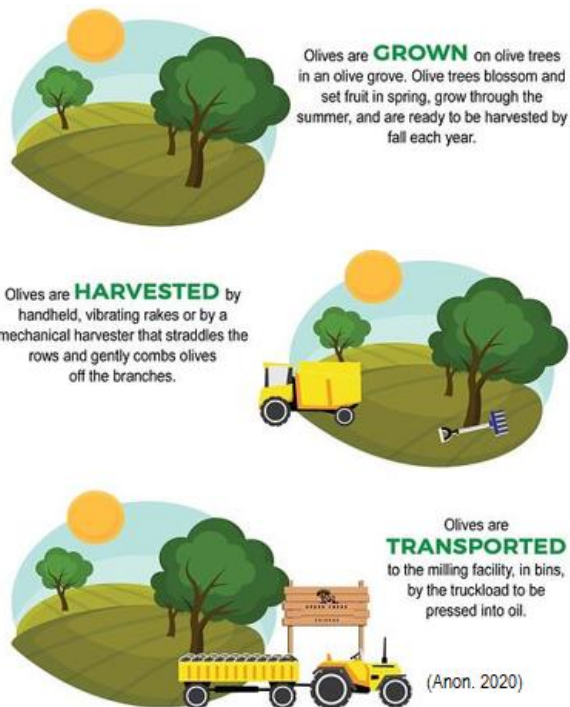 Olives are GROWN on olive trees
in an olive grove. Olive trees blossom and
set fruit in spring, grow through the
summer, and are ready to be harvested by
fall each year.
Olives are HARVESTED by
handheld, vibrating rakes or by a
mechanical harvester that straddles the
rows and gently combs olives
off the branches.
Olives are
TRANSPORTED
to the milling facility, in bins,
by the truckload to be
pressed into oil.
(Anon. 2020)